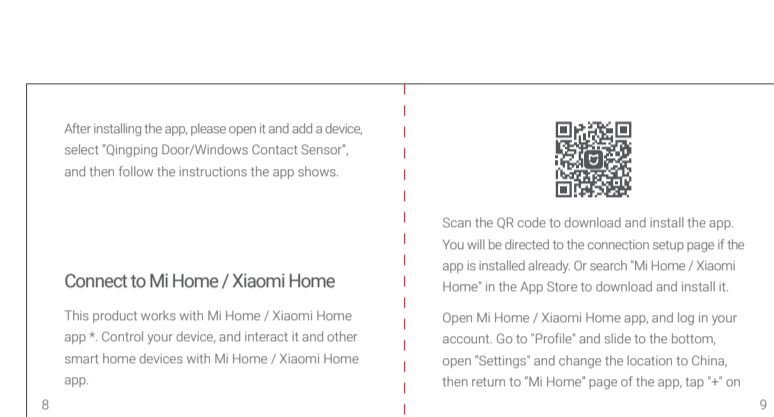 After installing the app, please open it and add a device,
select "Qingping Door/Windows Contact Sensor",
and then follow the instructions the app shows.
Connect to Mi Home / Xiaomi Home
This product works with Mi Home / Xiaomi Home
app *. Control your device, and interact it and other
smart home devices with Mi Home / Xiaomi Home
app.
8
Scan the QR code to download and install the app.
You will be directed to the connection setup page if the
app is installed already. Or search "Mi Home / Xiaomi
Home" in the App Store to download and install it.
Open Mi Home / Xiaomi Home app, and log in your
account. Go to "Profile" and slide to the bottom,
open "Settings" and change the location to China,
then return to "Mi Home" page of the app, tap "+" on
9